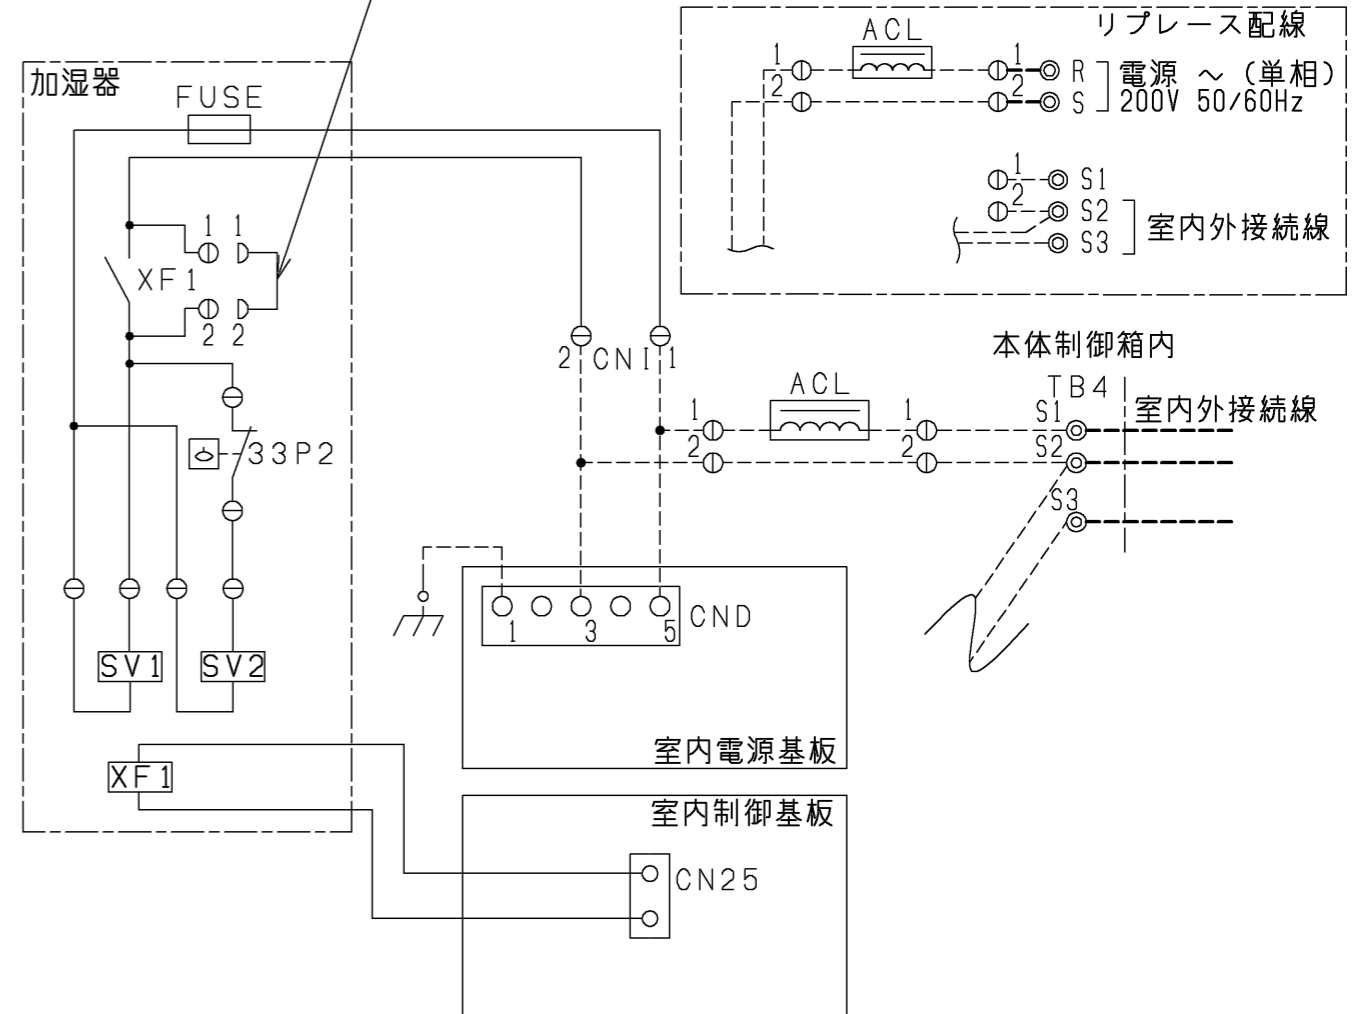 リプレース配線
ACL
1
1
R
電源 ~ (単相)
2
2
S
200V 50/60Hz
1
S1
2
S2
S3
室内外接続線
加湿器
FUSE
1 1
XF1
2 2
2 CNI 1
33P2
SV1
SV2
XF1
本体制御箱内
ACL
TB4
1
1
S1
室内外接続線
2
2
S2
S3
1
3
5
CND
室内電源基板
室内制御基板
CN25